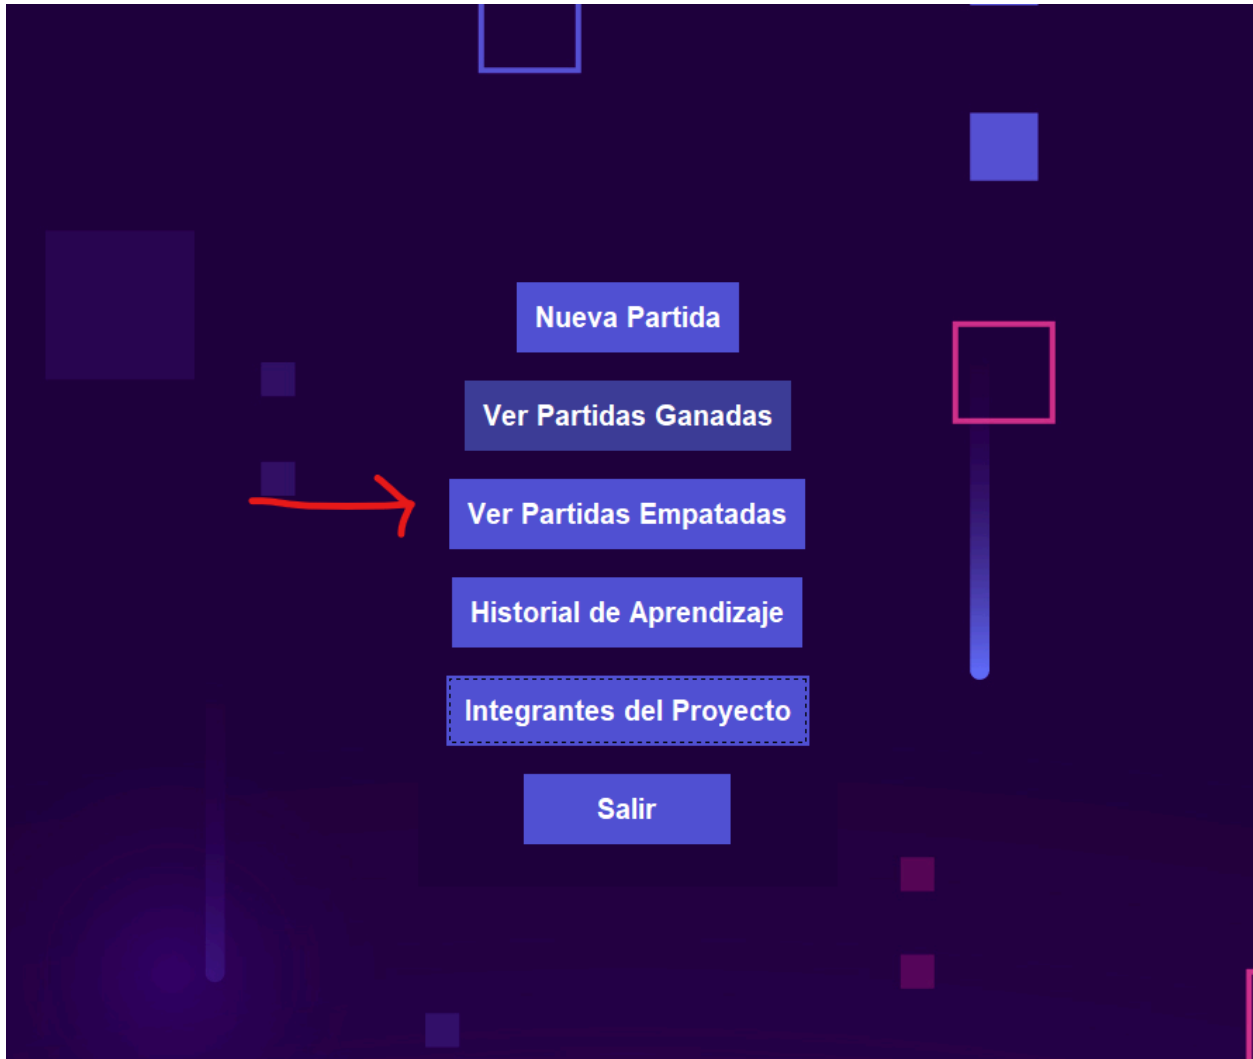 Nueva Partida
Ver Partidas Ganadas
Ver Partidas Empatadas
Historial de Aprendizaje
Integrantes del Proyecto
Salir